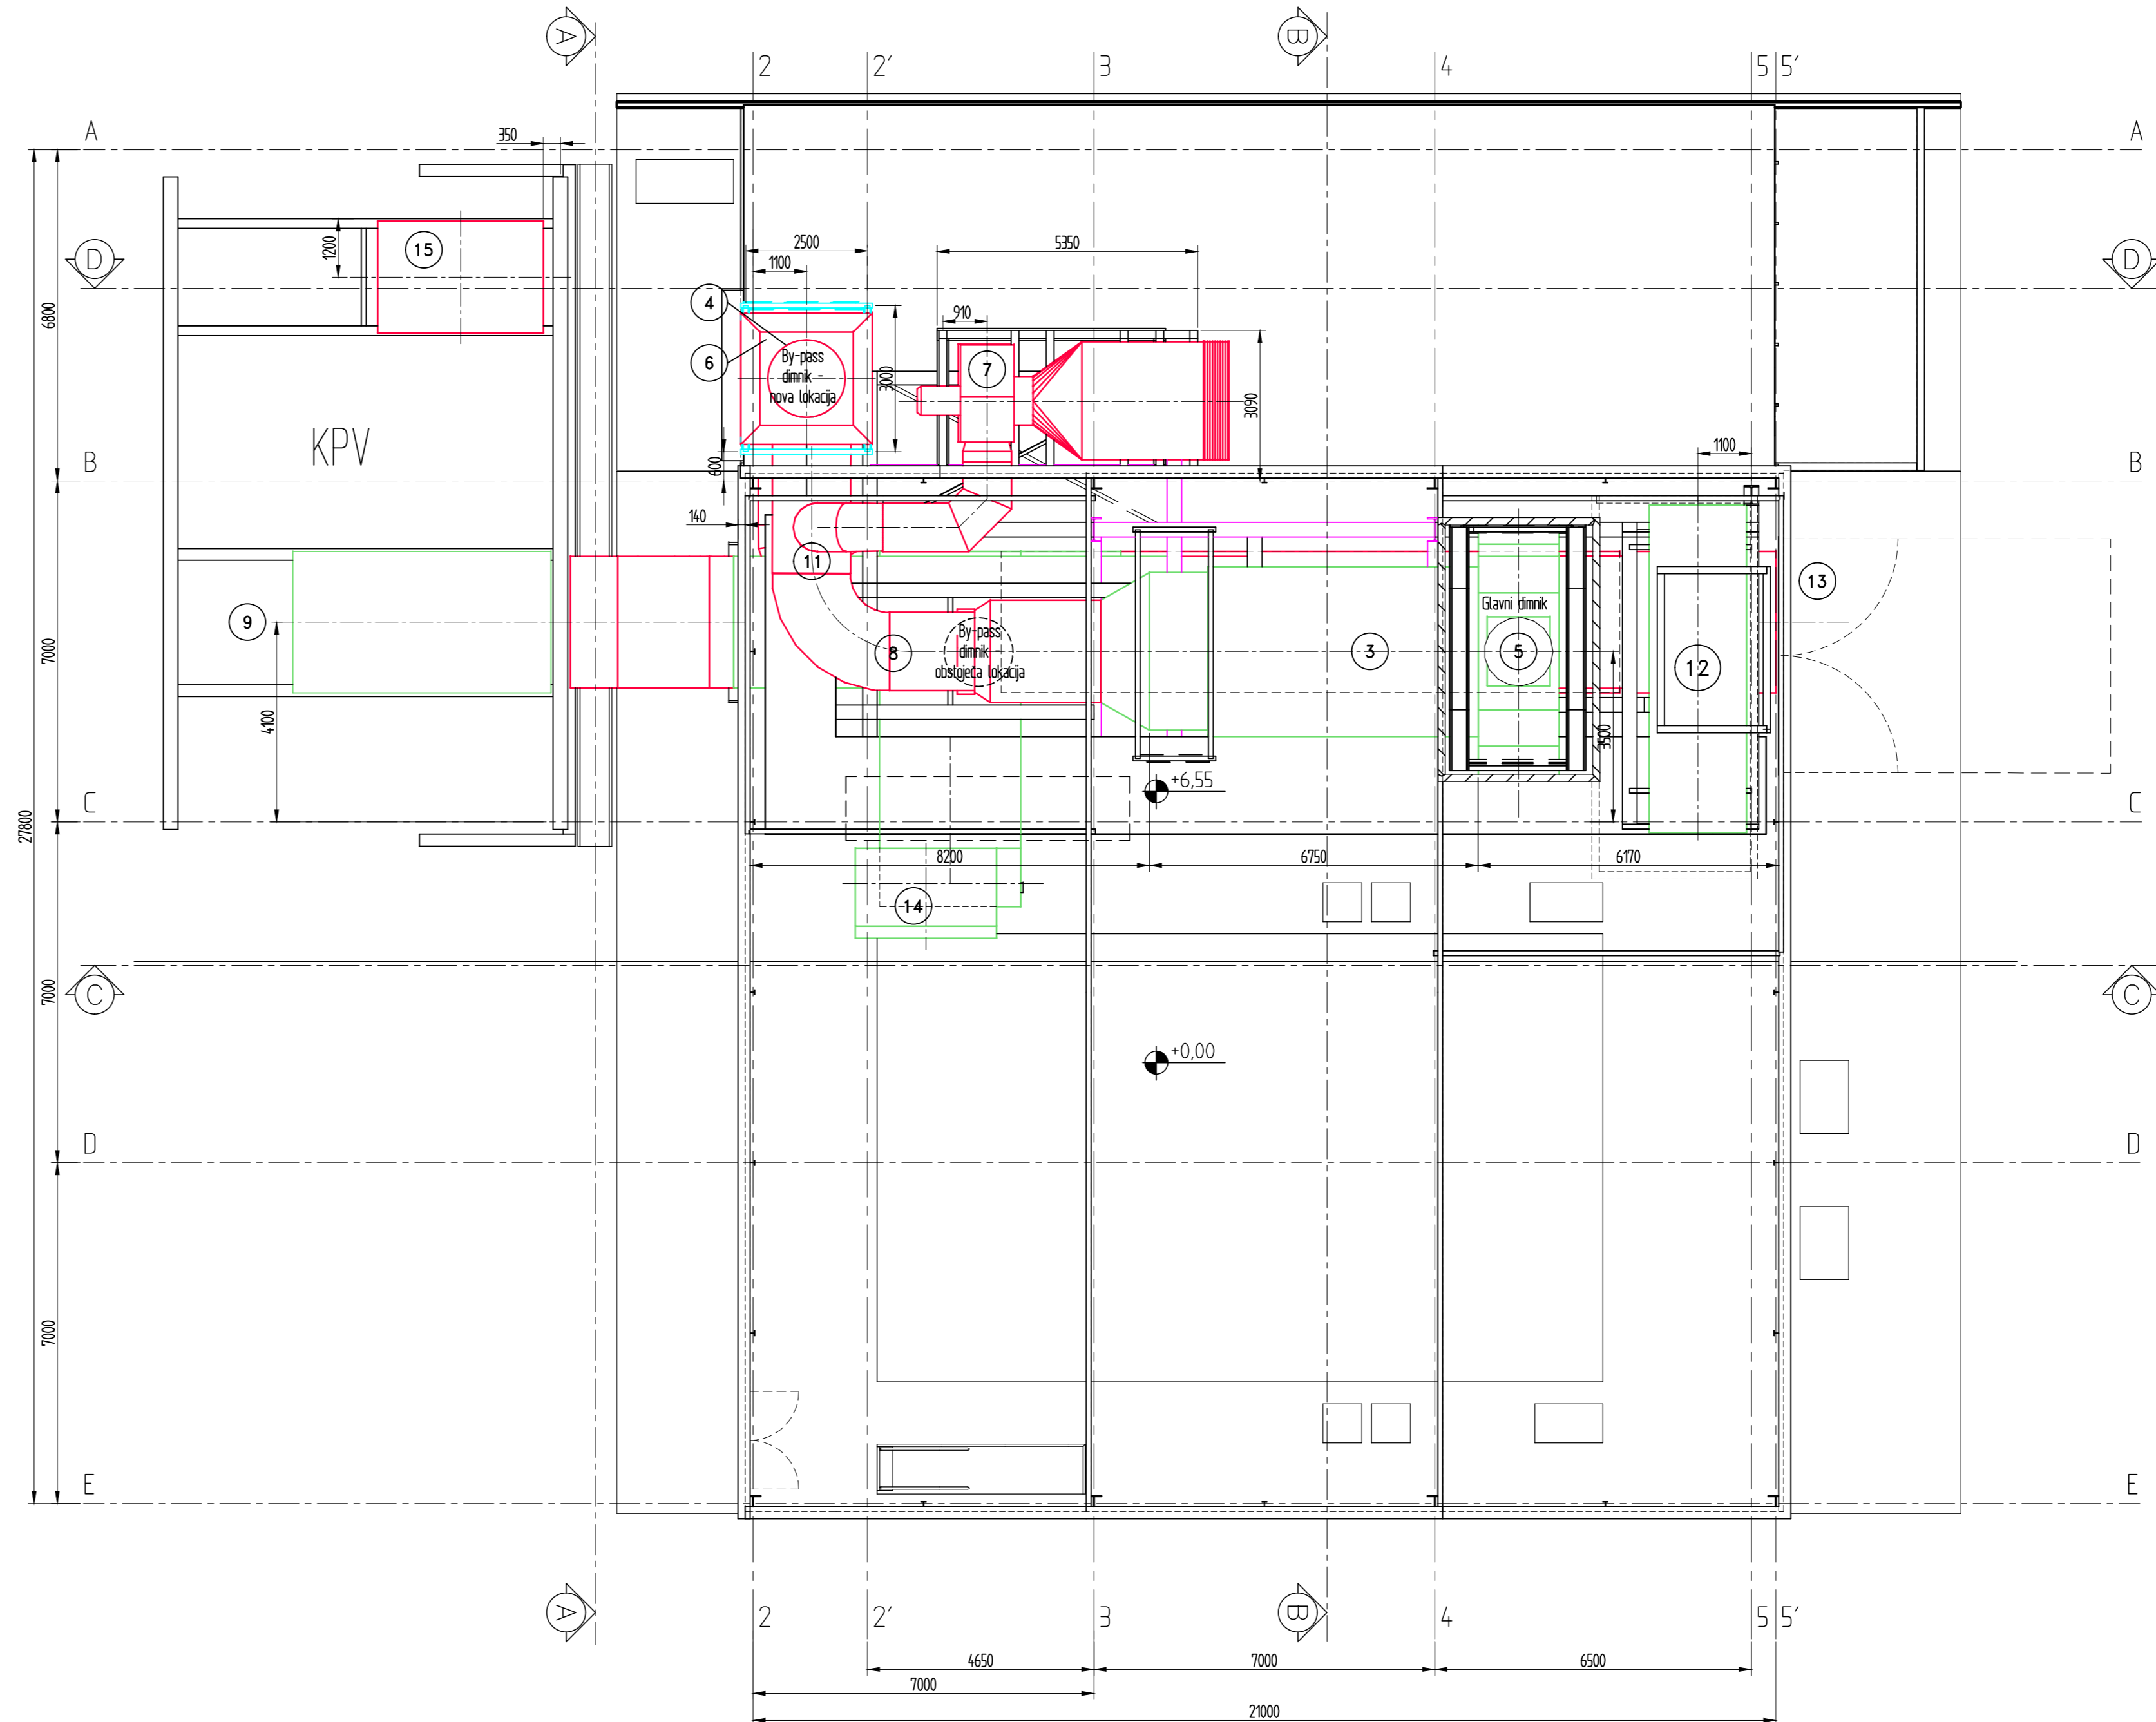 A
B
2
2′
3
4
5
5′
A
350
A
15
1200
D
D
2500
5350
1100
6800
4
910
6
By-pass
dimnik -
nova lokacija
7
3000
3090
KPV
B
600
1100
B
140
11
13
9
Glavni dimnik
By-pass
dimnik -
obstoječa lokacija
8
3
5
12
7000
4100
3500
+6,55
C
C
27800
8200
6750
6170
14
C
C
7000
+0,00
D
D
7000
E
E
A
B
2
2′
3
4
5
5′
4650
7000
6500
7000
21000